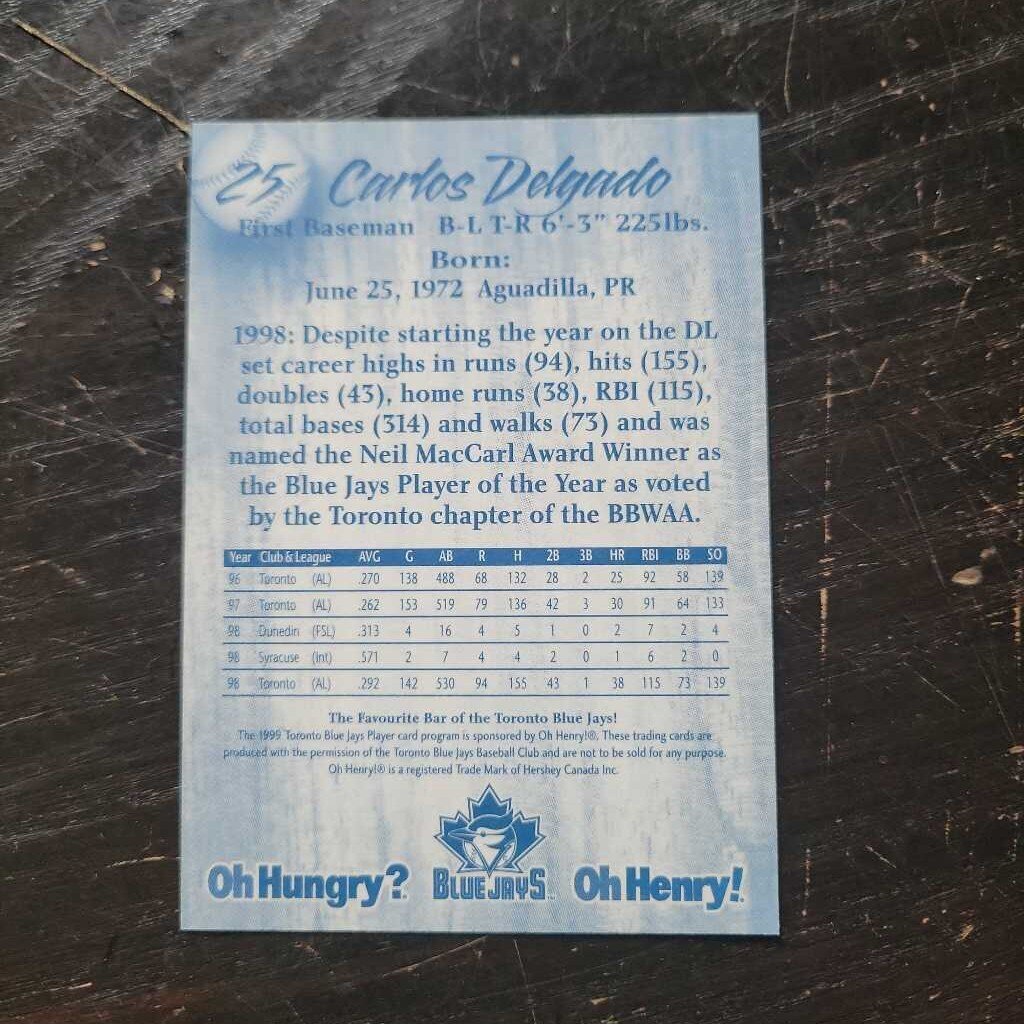 25 Carlos Delgado
First Baseman B-L T-R 6'-3" 225lbs.
Born:
June 25, 1972 Aguadilla, PR
1998: Despite starting the year on the DL
set career highs in runs (94), hits (155),
doubles (43), home runs (38), RBI (115),
total bases (314) and walks (73) and was
named the Neil MacCarl Award Winner as
the Blue Jays Player of the Year as voted
by the Toronto chapter of the BBWAA.
Year Club & League AVG G AB R H 2B 3B HR RBI BB SO
96 Toronto (AL) .270 138 488 68 132 28 2 25 92 58 139
97 Toronto (AL) .262 153 519 79 136 42 3 30 91 64 133
98 Dunedin (FSL) .313 4 16 4 5 1 0 2 7 2 4
98 Syracuse (Int) .571 2 7 4 4 2 0 1 6 2 0
98 Toronto (AL) .292 142 530 94 155 43 1 38 115 73 139
The Favourite Bar of the Toronto Blue Jays!
The 1999 Toronto Blue Jays Player card program is sponsored by Oh Henry!®. These trading cards are
produced with the permission of the Toronto Blue Jays Baseball Club and are not to be sold for any purpose.
Oh Henry!® is a registered Trade Mark of Hershey Canada Inc.
Oh Hungry? BLUE JAYS Oh Henry!